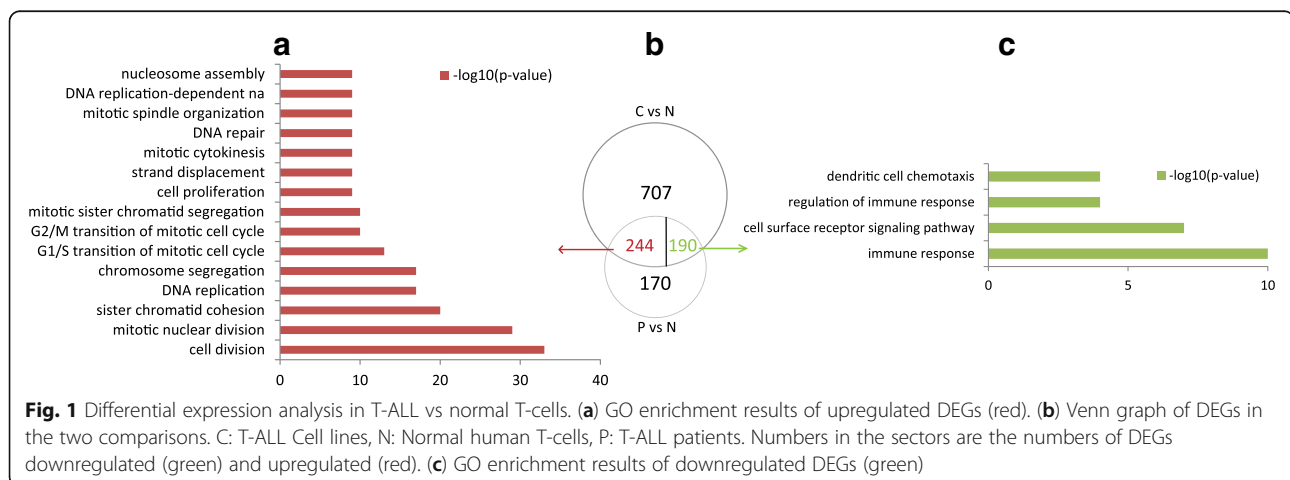 a
b
c
nucleosome assembly
DNA replication-dependent na
mitotic spindle organization
DNA repair
mitotic cytokinesis
strand displacement
cell proliferation
mitotic sister chromatid segregation
G2/M transition of mitotic cell cycle
G1/S transition of mitotic cell cycle
chromosome segregation
DNA replication
sister chromatid cohesion
mitotic nuclear division
cell division
0 10 20 30 40
-log10(p-value)
C vs N
707
244
190
170
P vs N
dendritic cell chemotaxis
regulation of immune response
cell surface receptor signaling pathway
immune response
0 5 10
-log10(p-value)
Fig. 1 Differential expression analysis in T-ALL vs normal T-cells. (a) GO enrichment results of upregulated DEGs (red). (b) Venn graph of DEGs in
the two comparisons. C: T-ALL Cell lines, N: Normal human T-cells, P: T-ALL patients. Numbers in the sectors are the numbers of DEGs
downregulated (green) and upregulated (red). (c) GO enrichment results of downregulated DEGs (green)